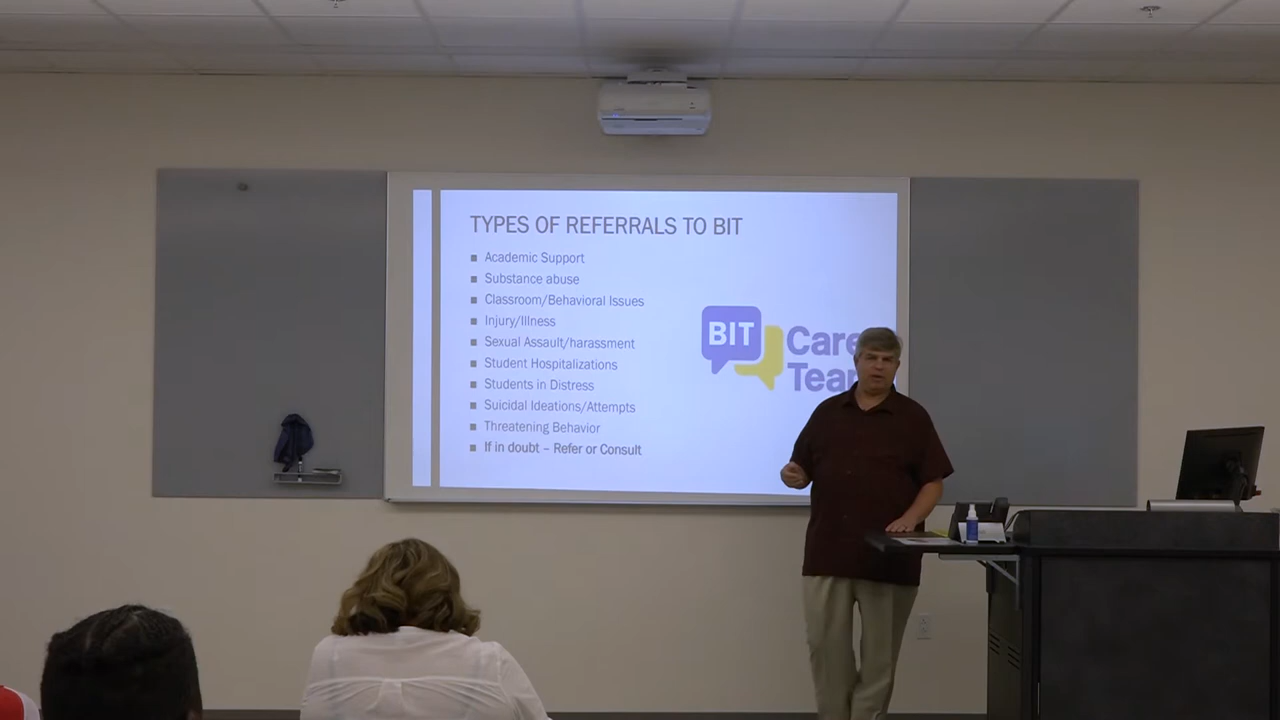 TYPES OF REFERRALS TO BIT
■ Academic Support
■ Substance abuse
■ Classroom/Behavioral Issues
■ Injury/Illness
■ Sexual Assault/harassment
■ Student Hospitalizations
■ Students in Distress
■ Suicidal Ideations/Attempts
■ Threatening Behavior
■ If in doubt – Refer or Consult
BIT
Care